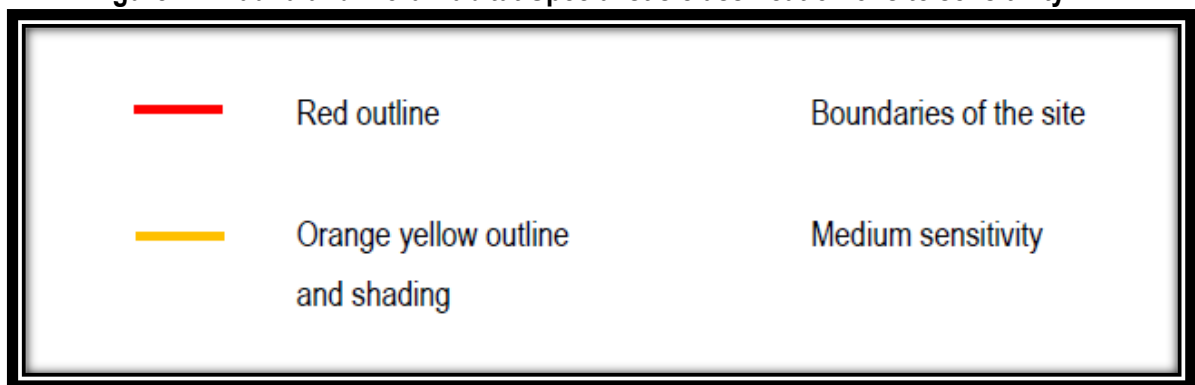 Red outline Boundaries of the site
Orange yellow outline Medium sensitivity
and shading